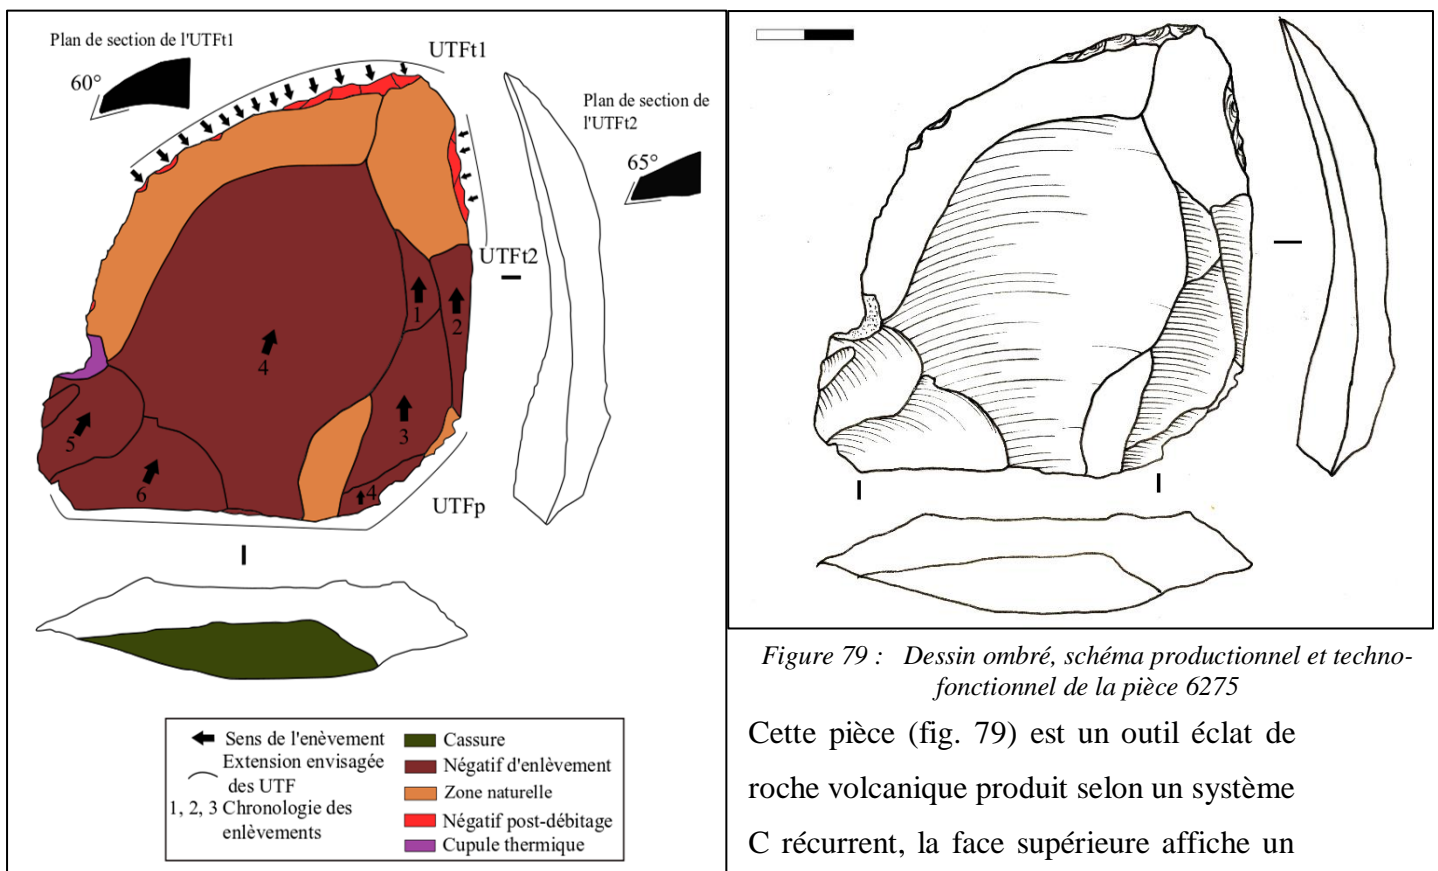 Plan de section de l'UTFt1
60°
UTFt1
Plan de section de
l'UTFt2
65°
UTFt2
1
2
4
3
5
6
4
UTFp
Sens de l'enèvement
Extension envisagée
des UTF
1, 2, 3 Chronologie des
enlèvements
Cassure
Négatif d'enlèvement
Zone naturelle
Négatif post-débitage
Cupule thermique
Figure 79 : Dessin ombré, schéma productionnel et techno-
fonctionnel de la pièce 6275
Cette pièce (fig. 79) est un outil éclat de
roche volcanique produit selon un système
C récurrent, la face supérieure affiche un